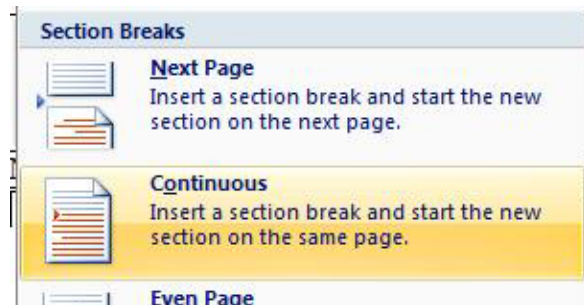 Section Breaks
Next Page
Insert a section break and start the new
section on the next page.
Continuous
Insert a section break and start the new
section on the same page.
Even Page